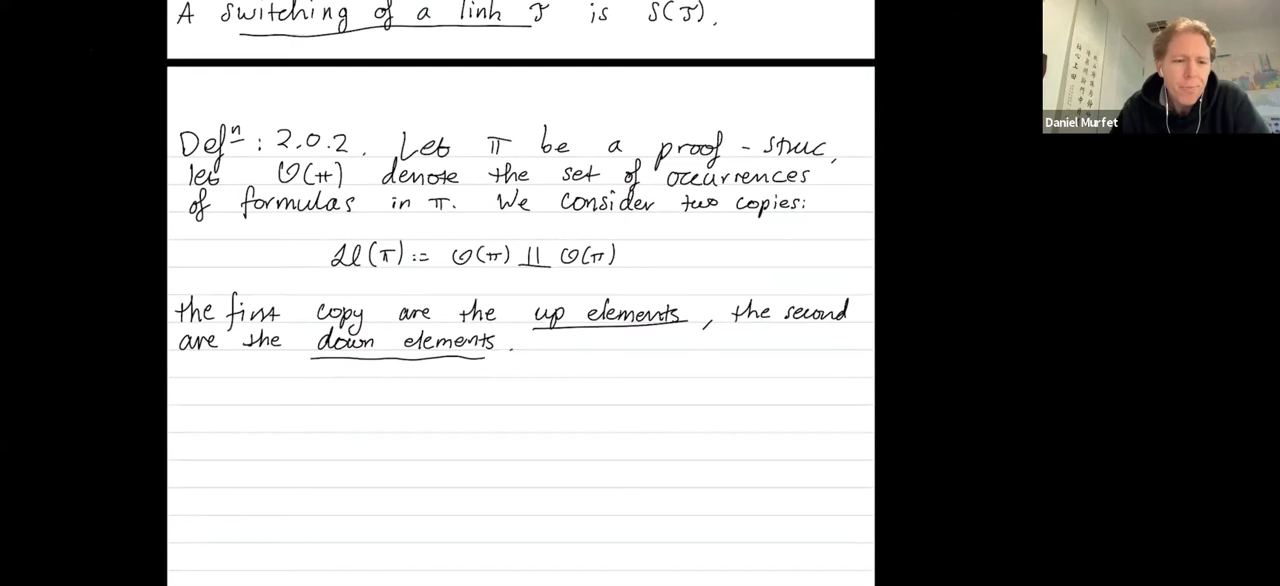 A switching of a link τ is S(τ).
Defⁿ: 2.0.2. Let π be a proof-struc,
let O(π) denote the set of occurrences
of formulas in π. We consider two copies:
U(π) := O(π) ∐ O(π)
the first copy are the up elements, the second
are the down elements.
Daniel Murfet